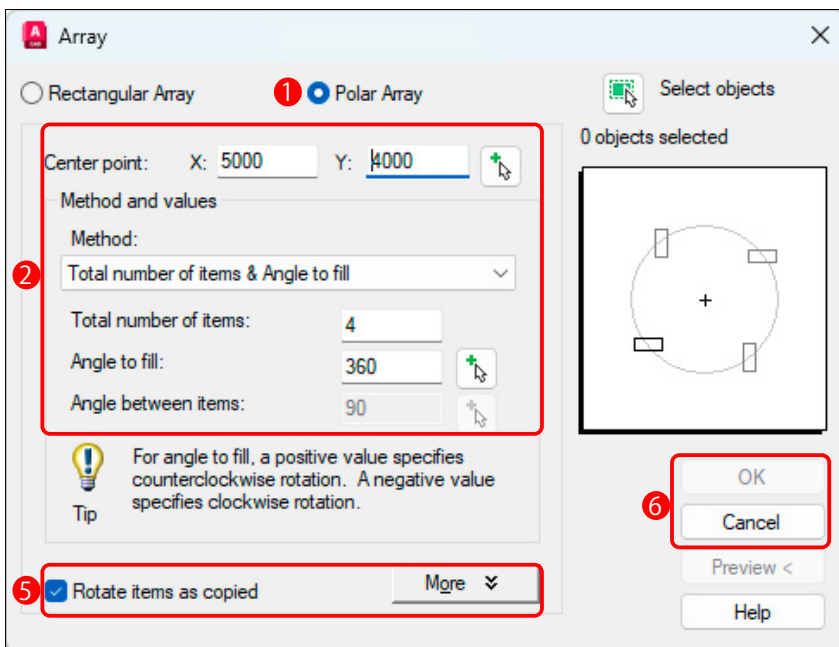 A CAD Array
Rectangular Array 1 Polar Array Select objects
0 objects selected
Center point: X: 5000 Y: 4000
Method and values
Method:
2 Total number of items & Angle to fill
Total number of items: 4
Angle to fill: 360
Angle between items: 90
For angle to fill, a positive value specifies
counterclockwise rotation. A negative value
specifies clockwise rotation.
Tip
OK
6
Cancel
Preview <
5 Rotate items as copied More
Help